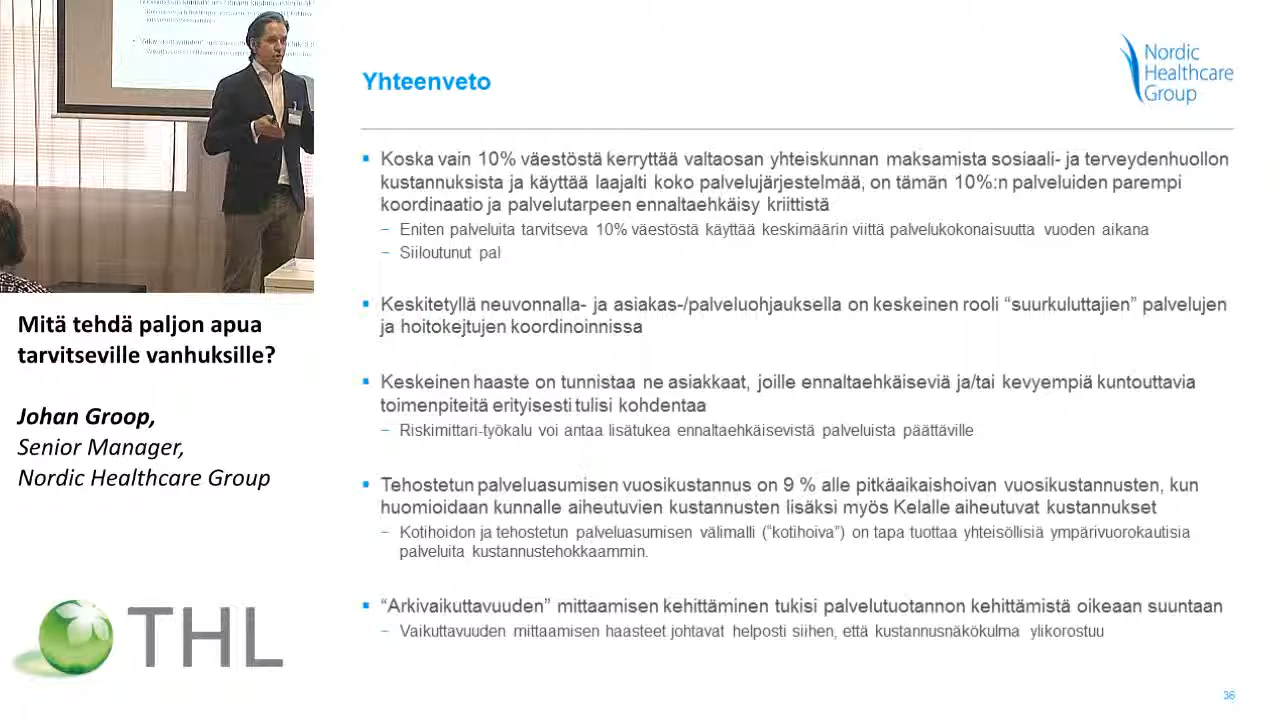 Yhteenveto
Nordic
Healthcare
Group
Koska vain 10% väestöstä kerryttää valtaosan yhteiskunnan maksamista sosiaali- ja terveydenhuollon
kustannuksista ja käyttää laajalti koko palvelujärjestelmää, on tämän 10%:n palveluiden parempi
koordinaatio ja palvelutarpeen ennaltaehkäisy kriittistä
− Eniten palveluita tarvitseva 10% väestöstä käyttää keskimäärin viittä palvelukokonaisuutta vuoden aikana
− Siiloutunut pal
Keskitetyllä neuvonnalla- ja asiakas-/palveluohjauksella on keskeinen rooli “suurkuluttajien” palvelujen
ja hoitokejtujen koordinoinnissa
Keskeinen haaste on tunnistaa ne asiakkaat, joille ennaltaehkäiseviä ja/tai kevyempiä kuntouttavia
toimenpiteitä erityisesti tulisi kohdentaa
− Riskimittari-työkalu voi antaa lisätukea ennaltaehkäisevistä palveluista päättäville
Tehostetun palveluasumisen vuosikustannus on 9 % alle pitkäaikaishoivan vuosikustannusten, kun
huomioidaan kunnalle aiheutuvien kustannusten lisäksi myös Kelalle aiheutuvat kustannukset
− Kotihoidon ja tehostetun palveluasumisen välimalli (“kotihoiva”) on tapa tuottaa yhteisöllisiä ympärivuorokautisia
palveluita kustannustehokkaammin.
“Arkivaikuttavuuden” mittaamisen kehittäminen tukisi palvelutuotannon kehittämistä oikeaan suuntaan
− Vaikuttavuuden mittaamisen haasteet johtavat helposti siihen, että kustannusnäkökulma ylikorostuu
36
Mitä tehdä paljon apua
tarvitseville vanhuksille?
Johan Groop,
Senior Manager,
Nordic Healthcare Group
THL